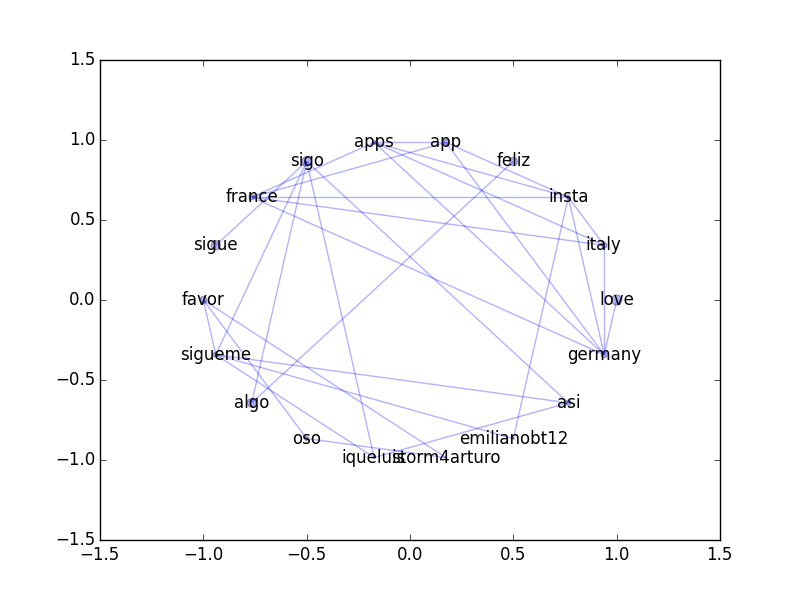 1.5
1.0
0.5
0.0
−0.5
−1.0
−1.5
apps app
sigo feliz
france insta
sigue italy
favor love
sigueme germany
algo asi
oso emilianobt12
iqueluis storm4arturo
−1.5 −1.0 −0.5 0.0 0.5 1.0 1.5